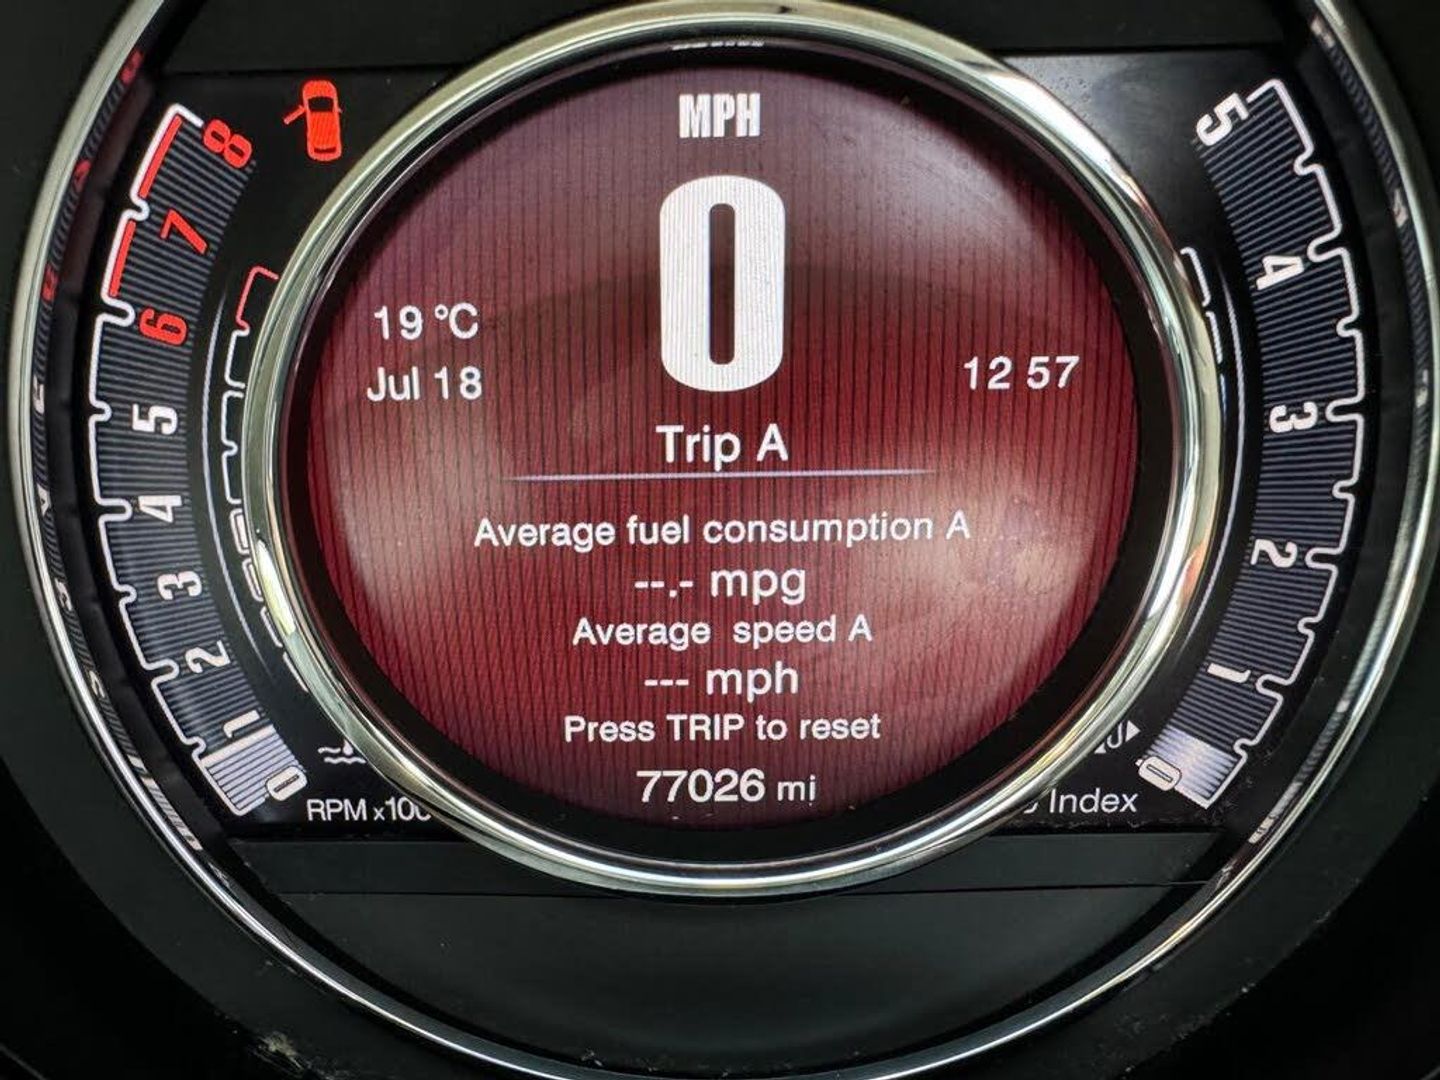 MPH
0
19 °C
Jul 18
12 57
Trip A
Average fuel consumption A
--.- mpg
Average speed A
--- mph
Press TRIP to reset
77026 mi
8
7
6
5
4
3
2
1
0
RPM x100
5
4
3
2
1
0
Index